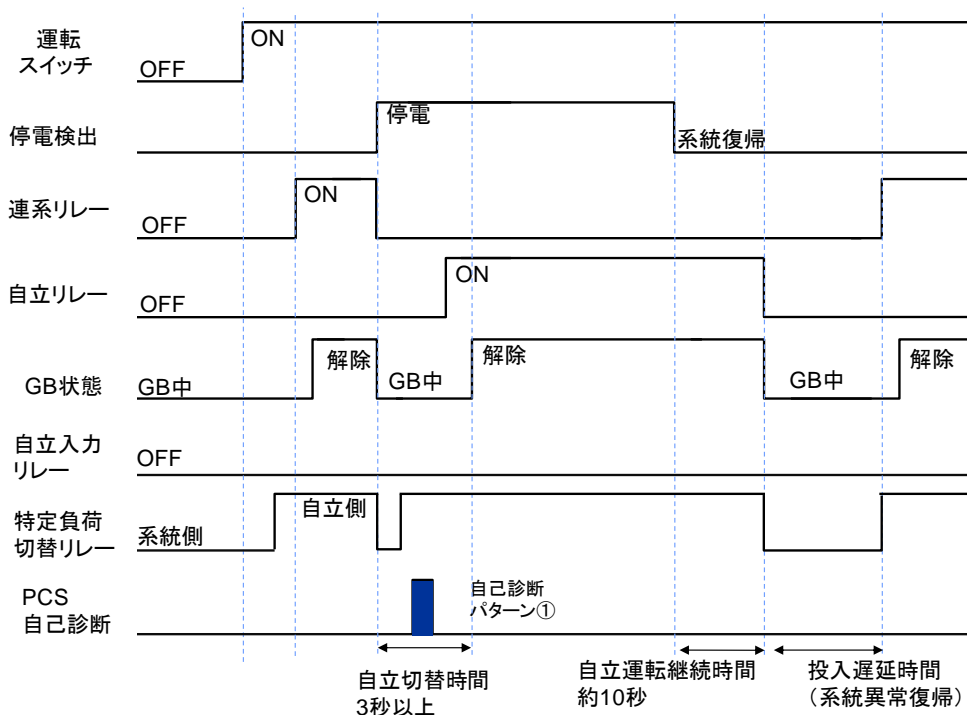 運転
スイッチ
OFF
ON
停電検出
停電
系統復帰
連系リレー
OFF
ON
自立リレー
OFF
ON
GB状態
GB中
解除
GB中
解除
GB中
解除
自立入力
リレー
OFF
特定負荷
切替リレー
系統側
自立側
PCS
自己診断
自己診断
パターン①
自立切替時間
3秒以上
自立運転継続時間
約10秒
投入遅延時間
(系統異常復帰)